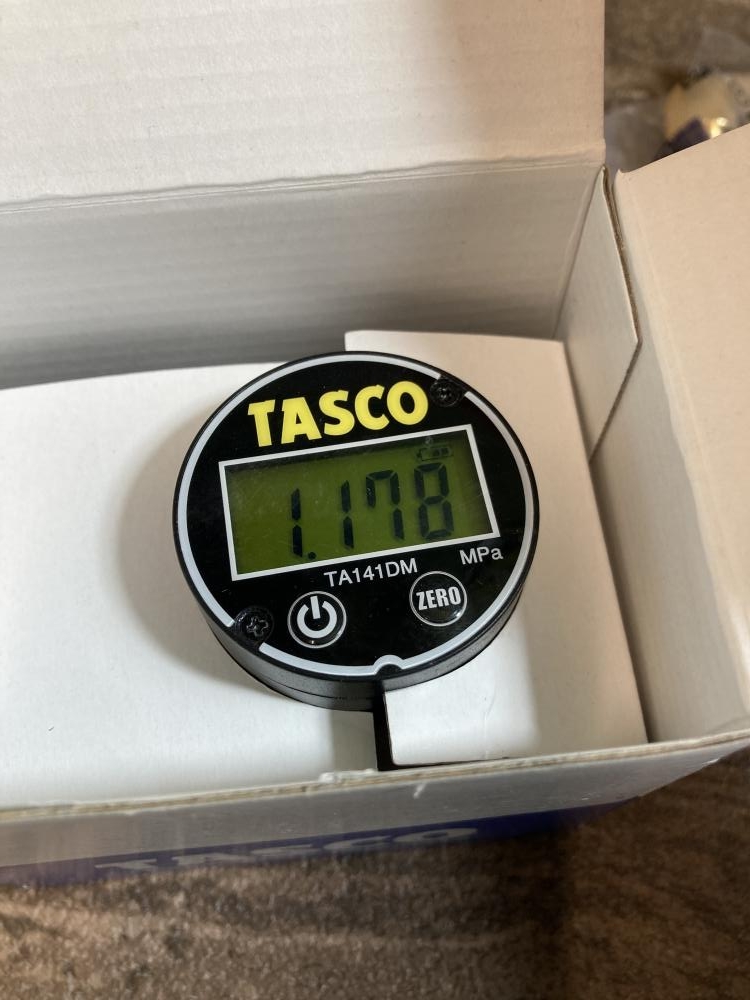 TASCO
1.178
TA141DM
MPa
ZERO
TASCO